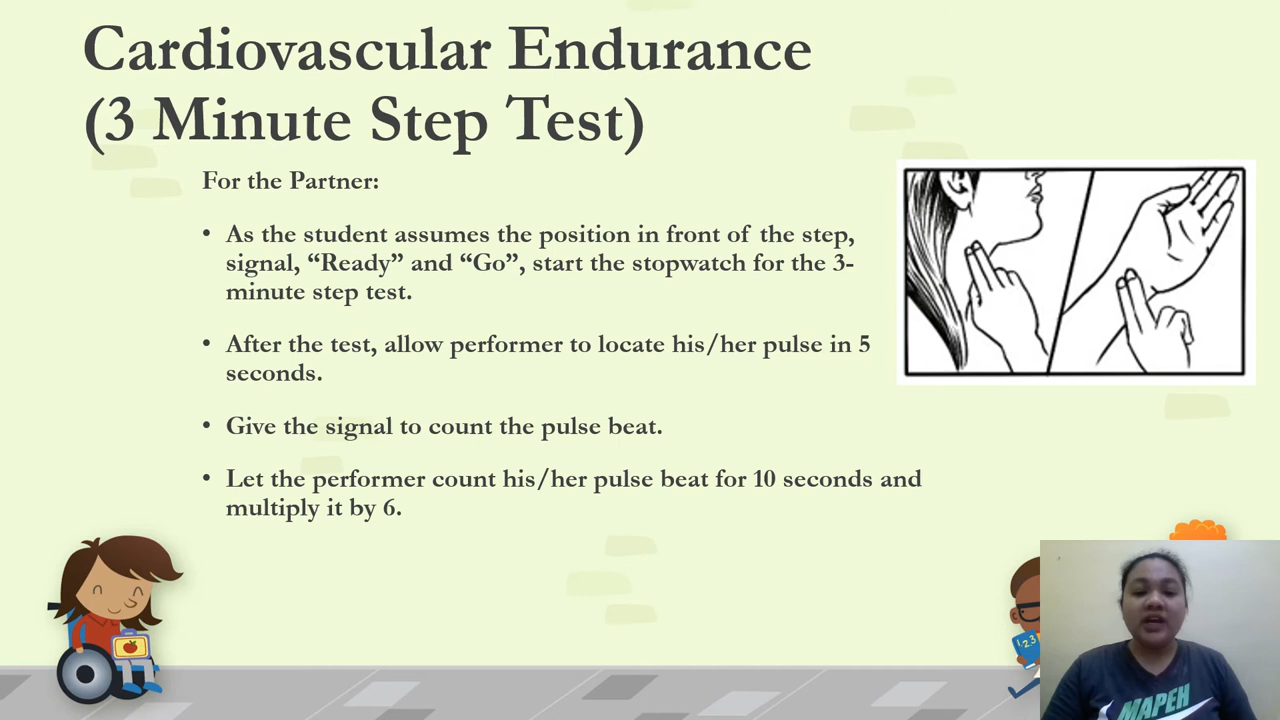 Cardiovascular Endurance
(3 Minute Step Test)
For the Partner:
• As the student assumes the position in front of the step,
signal, “Ready” and “Go”, start the stopwatch for the 3-
minute step test.
• After the test, allow performer to locate his/her pulse in 5
seconds.
• Give the signal to count the pulse beat.
• Let the performer count his/her pulse beat for 10 seconds and
multiply it by 6.
123
MAPEH